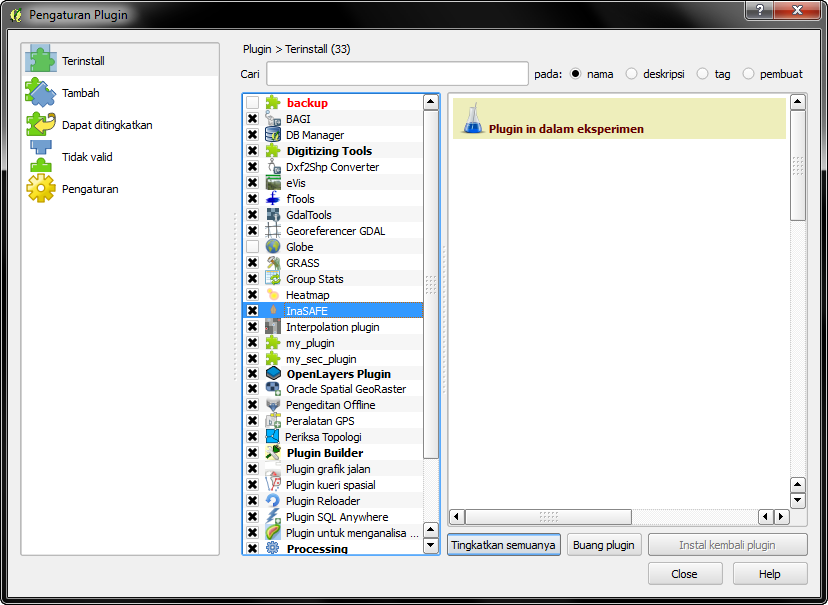 Pengaturan Plugin
Terinstall
Tambah
Dapat ditingkatkan
Tidak valid
Pengaturan
Plugin > Terinstall (33)
Cari
pada: nama deskripsi tag pembuat
backup
BAGI
DB Manager
Digitizing Tools
Dxf2Shp Converter
eVis
fTools
GdalTools
Georeferencer GDAL
Globe
GRASS
Group Stats
Heatmap
InaSAFE
Interpolation plugin
my_plugin
my_sec_plugin
OpenLayers Plugin
Oracle Spatial GeoRaster
Pengeditan Offline
Peralatan GPS
Periksa Topologi
Plugin Builder
Plugin grafik jalan
Plugin kueri spasial
Plugin Reloader
Plugin SQL Anywhere
Plugin untuk menganalisa ...
Processing
Plugin in dalam eksperimen
Tingkatkan semuanya
Buang plugin
Instal kembali plugin
Close
Help